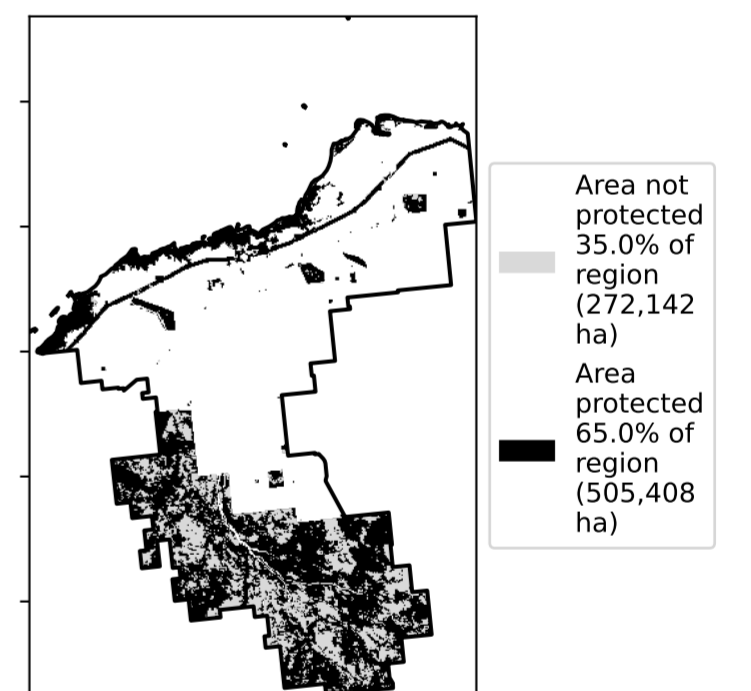 Area not
protected
35.0% of
region
(272,142
ha)
Area
protected
65.0% of
region
(505,408
ha)